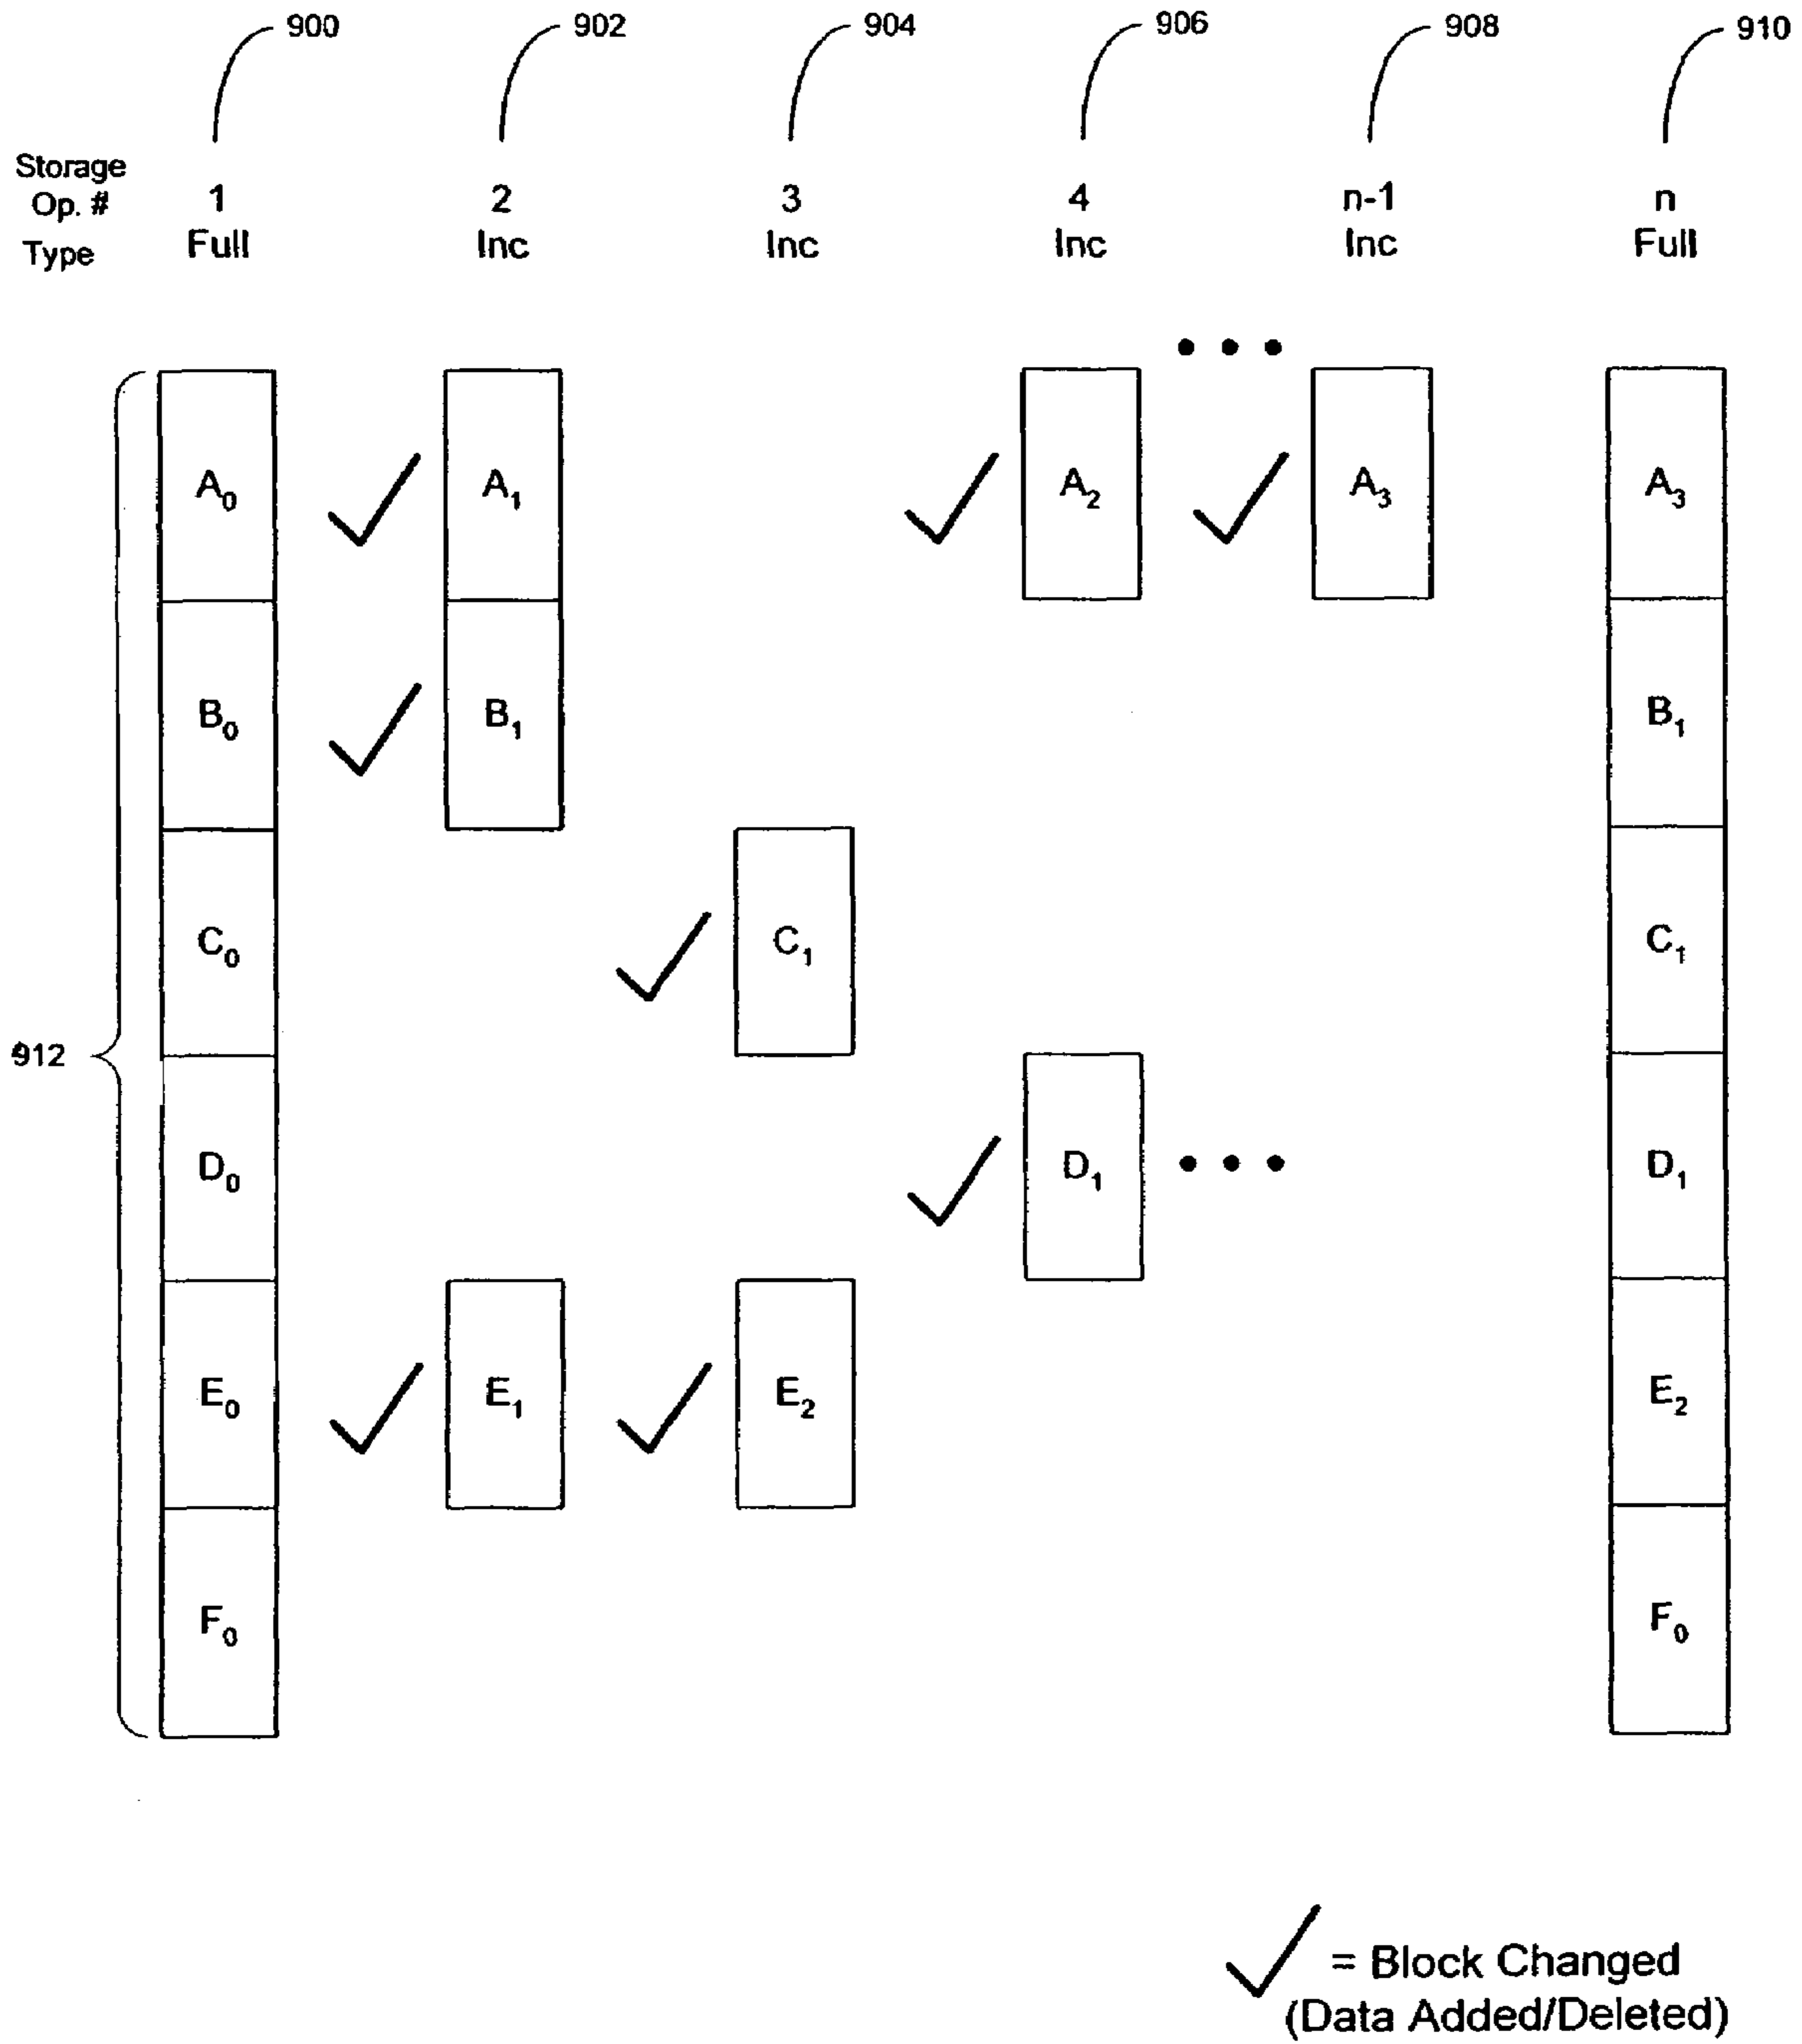 900 902 904 906 908 910
Storage
Op. # 1 2 3 4 n-1 n
Type Full Inc Inc Inc Inc Full
• • •
A₀ A₁ A₂ A₃ A₃
B₀ B₁ B₁
C₀ C₁ C₁
912
D₀ D₁ • • • D₁
E₀ E₁ E₂ E₂
F₀ F₀
= Block Changed
(Data Added/Deleted)